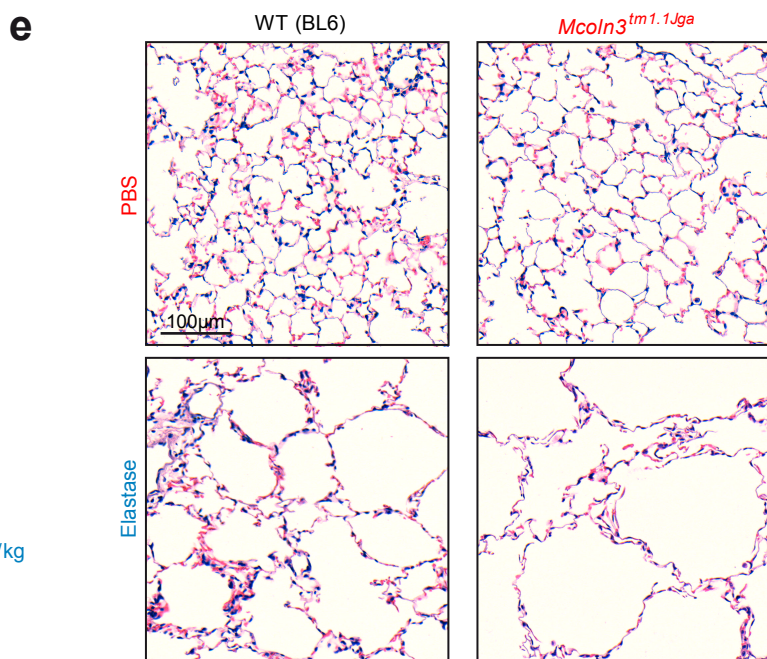 e
WT (BL6)
Mcoln3tm1.1Jga
PBS
100µm
Elastase
/kg